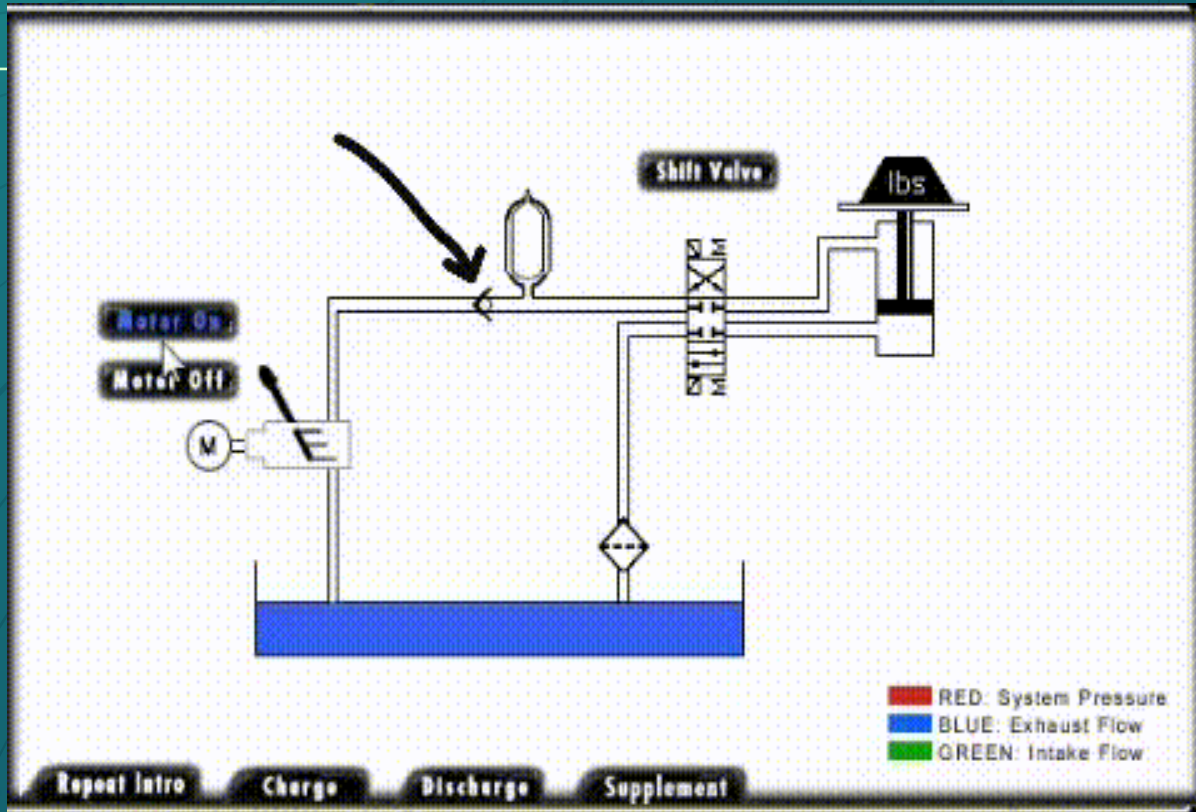 Shift Valve
lbs
Motor On
Motor Off
M
RED: System Pressure
BLUE: Exhaust Flow
GREEN: Intake Flow
Repeat Intro
Charge
Discharge
Supplement